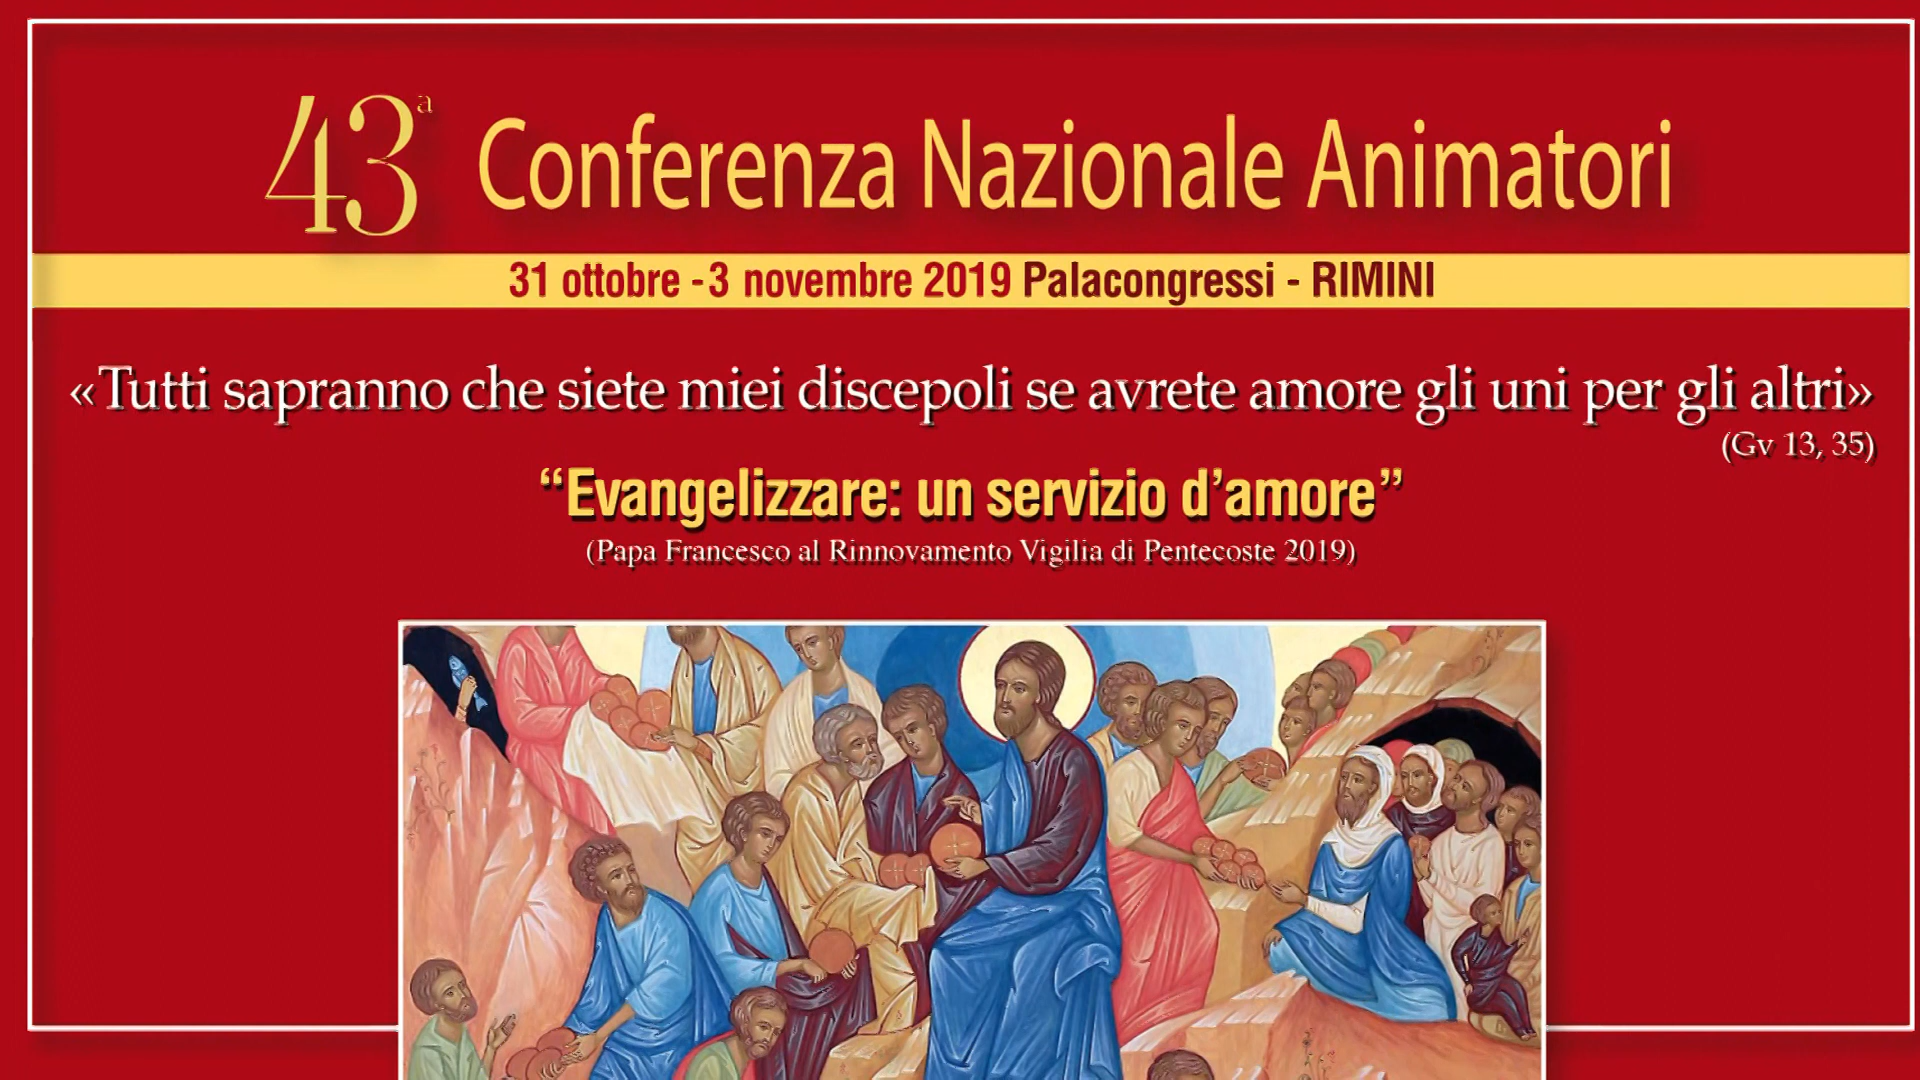 43ª Conferenza Nazionale Animatori
31 ottobre - 3 novembre 2019 Palacongressi - RIMINI
«Tutti sapranno che siete miei discepoli se avrete amore gli uni per gli altri»
(Gv 13, 35)
“Evangelizzare: un servizio d’amore”
(Papa Francesco al Rinnovamento Vigilia di Pentecoste 2019)